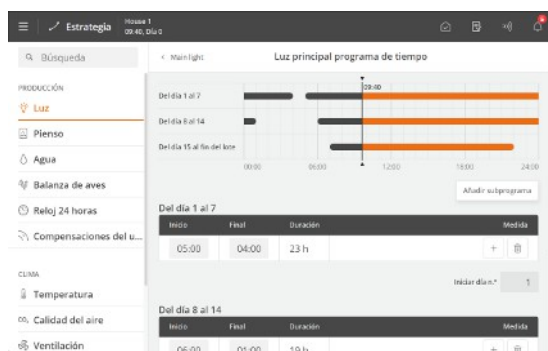 Estrategia
House 1
09:40, Día 0
Búsqueda
Main light
Luz principal programa de tiempo
PRODUCCIÓN
Luz
Pienso
Agua
Balanza de aves
Reloj 24 horas
Compensaciones del u...
CLIMA
Temperatura
Calidad del aire
Ventilación
09:40
Del día 1 al 7
Del día 8 al 14
Del día 15 al fin del lote
00:00 06:00 12:00 18:00 24:00
Añadir subprograma
Del día 1 al 7
Inicio Final Duración Medida
05:00 04:00 23 h
Iniciar día n.º 1
Del día 8 al 14
Inicio Final Duración Medida
06:00 01:00 19 h